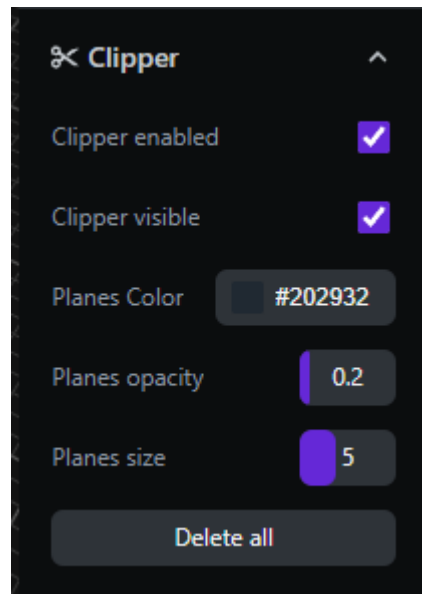 Clipper
Clipper enabled
Clipper visible
Planes Color #202932
Planes opacity 0.2
Planes size 5
Delete all